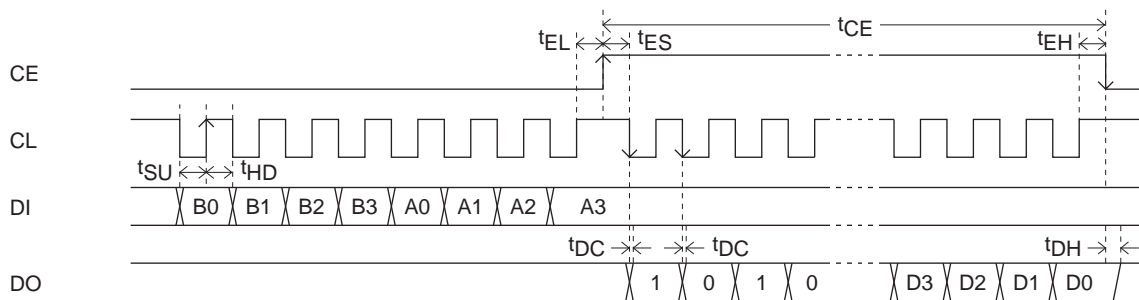 tCE
tEL tES tEH
CE
CL
tSU tHD
DI B0 B1 B2 B3 A0 A1 A2 A3
tDC tDC tDH
DO 1 0 1 0 D3 D2 D1 D0